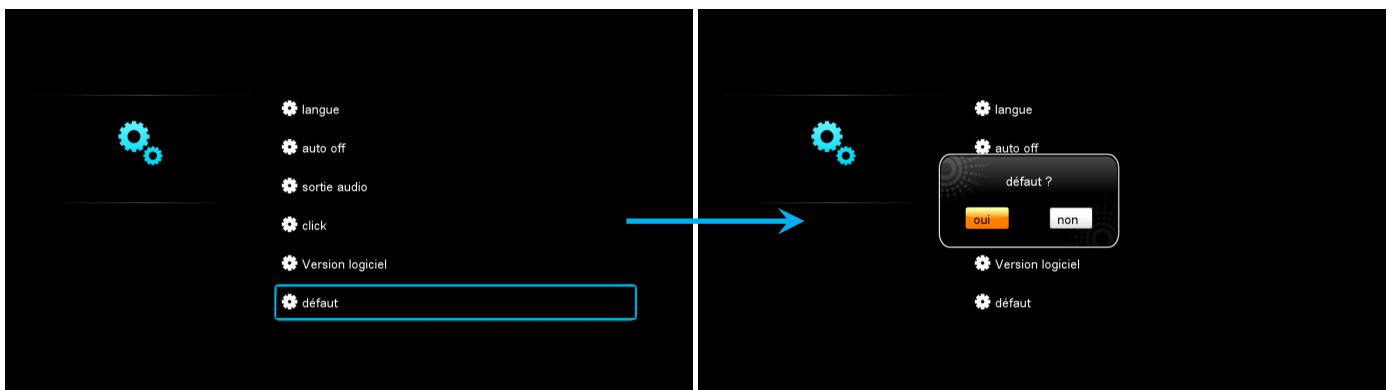 langue
auto off
sortie audio
click
Version logiciel
défaut
langue
auto off
défaut ?
oui
non
Version logiciel
défaut